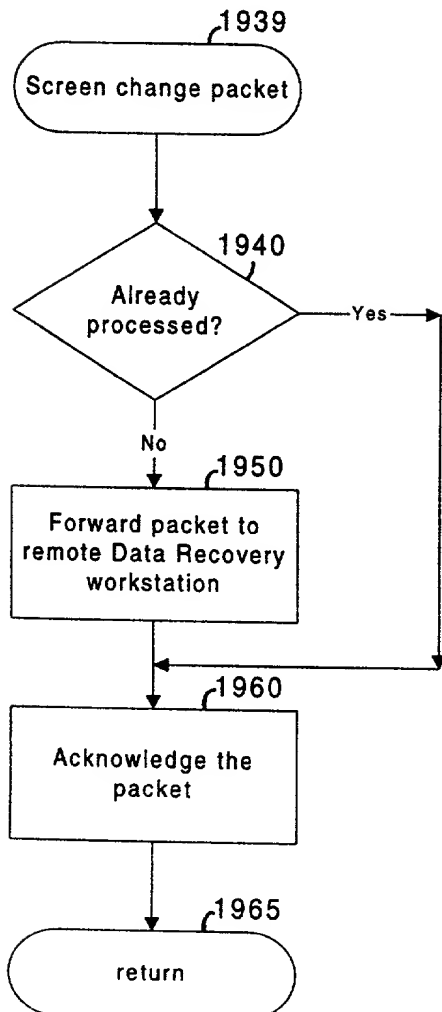 1939
Screen change packet
1940
Already
processed?
Yes
No
1950
Forward packet to
remote Data Recovery
workstation
1960
Acknowledge the
packet
1965
return